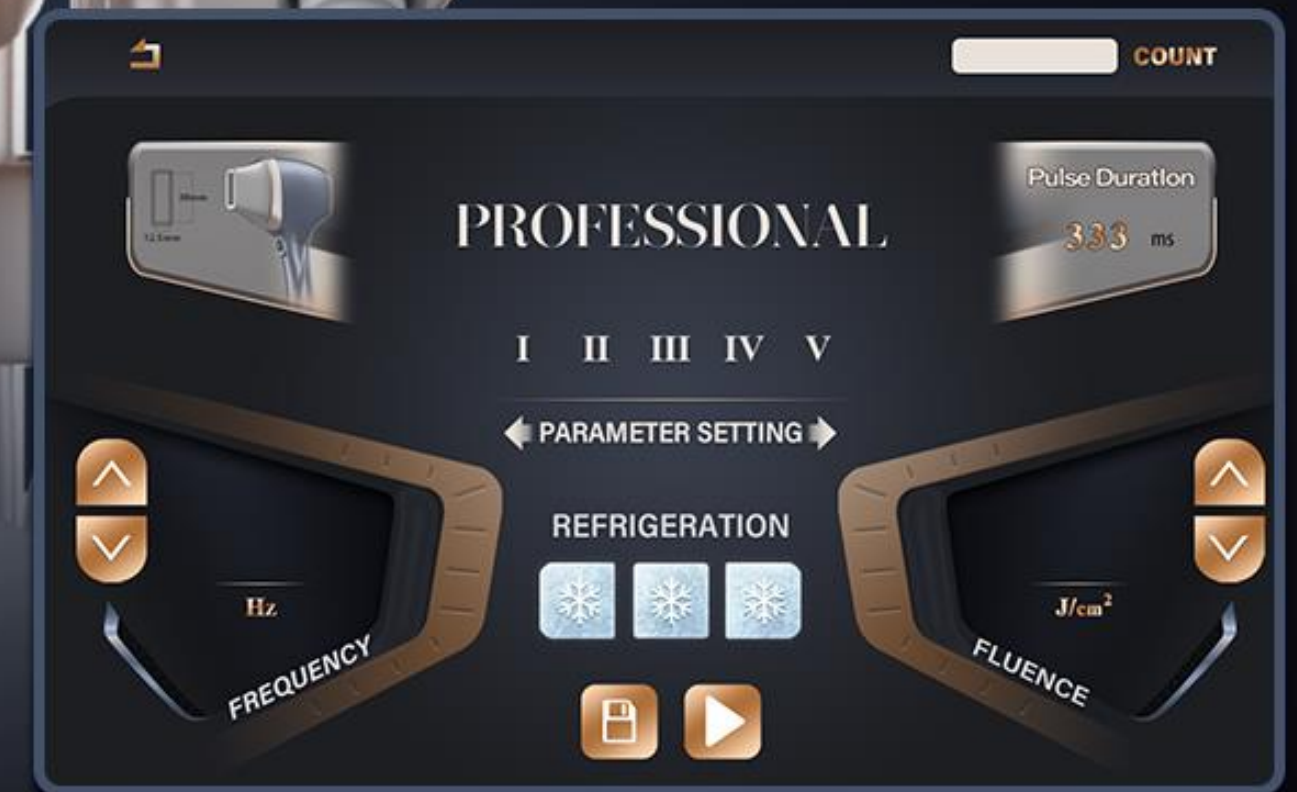 COUNT
Pulse Duration
333 ms
PROFESSIONAL
I II III IV V
PARAMETER SETTING
REFRIGERATION
Hz
FREQUENCY
J/cm²
FLUENCE